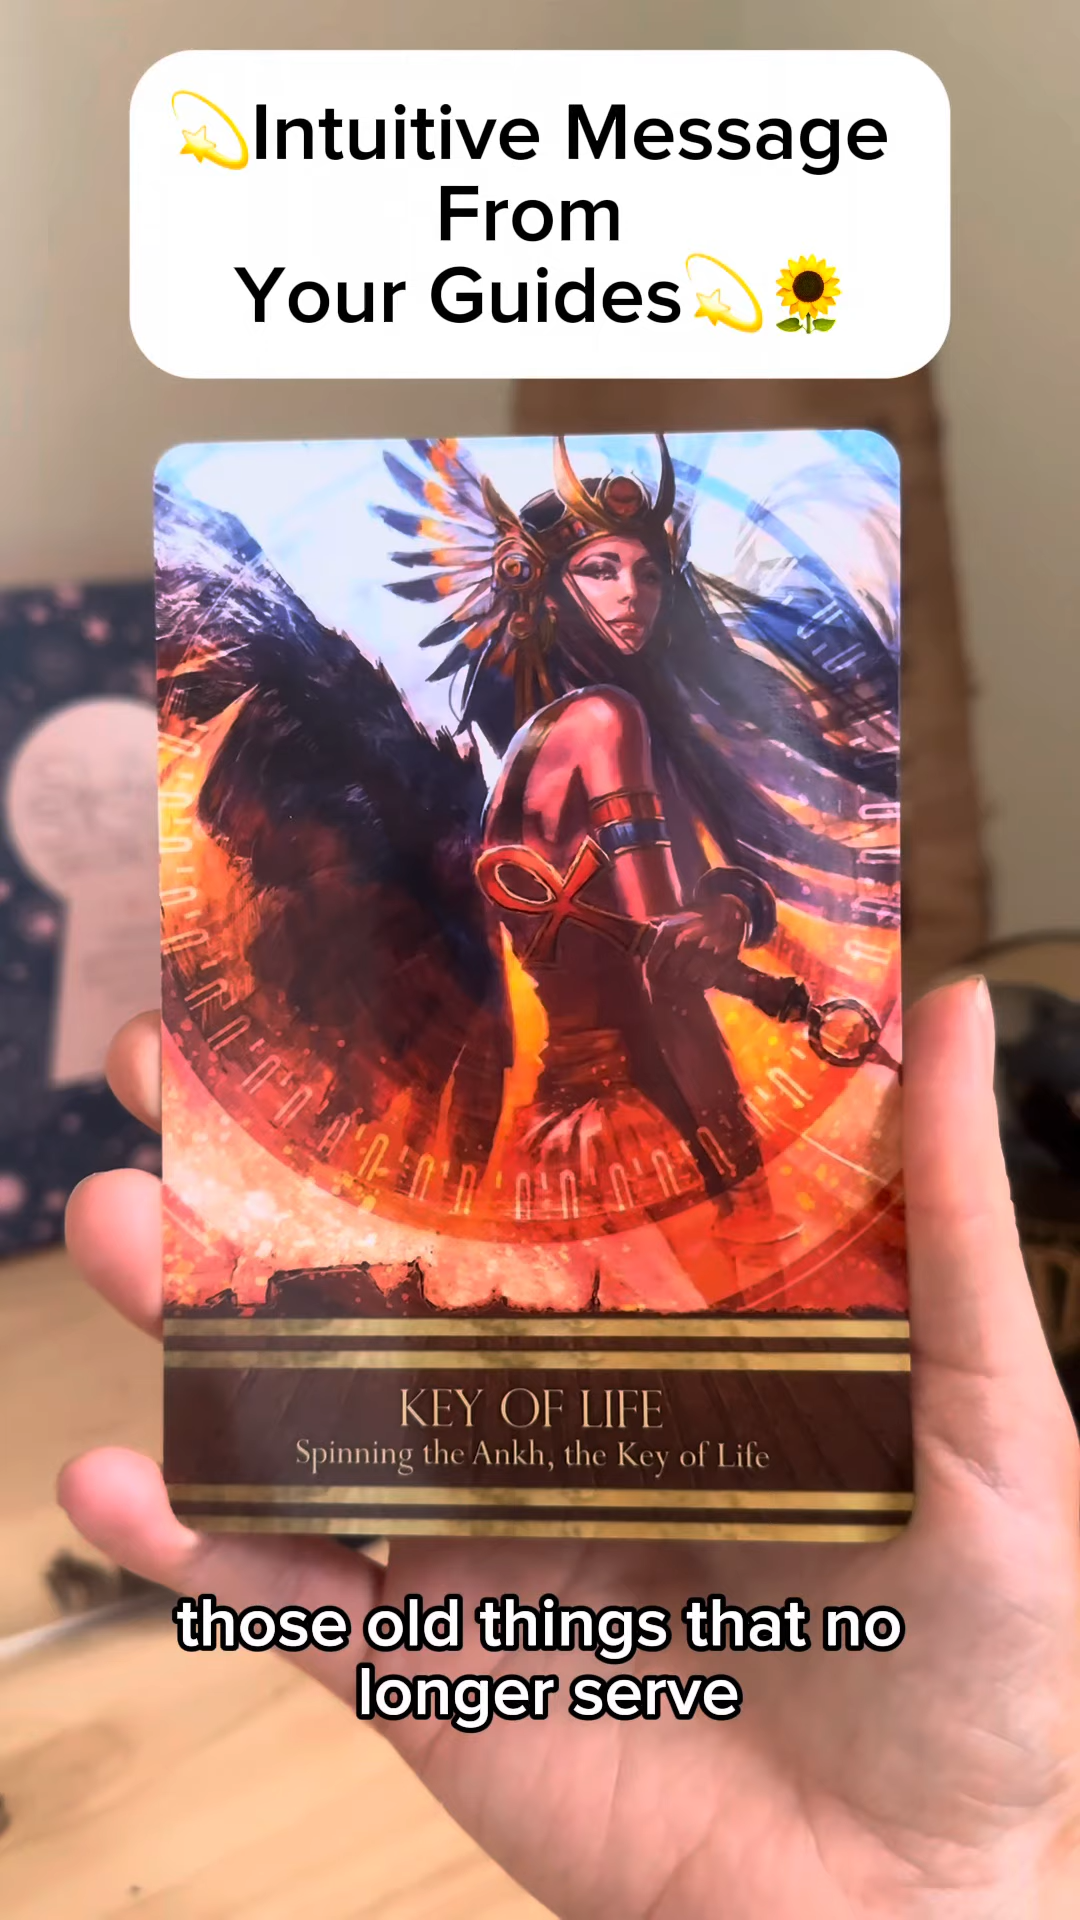 💫Intuitive Message
From
Your Guides💫🌻
KEY OF LIFE
Spinning the Ankh, the Key of Life
those old things that no
longer serve